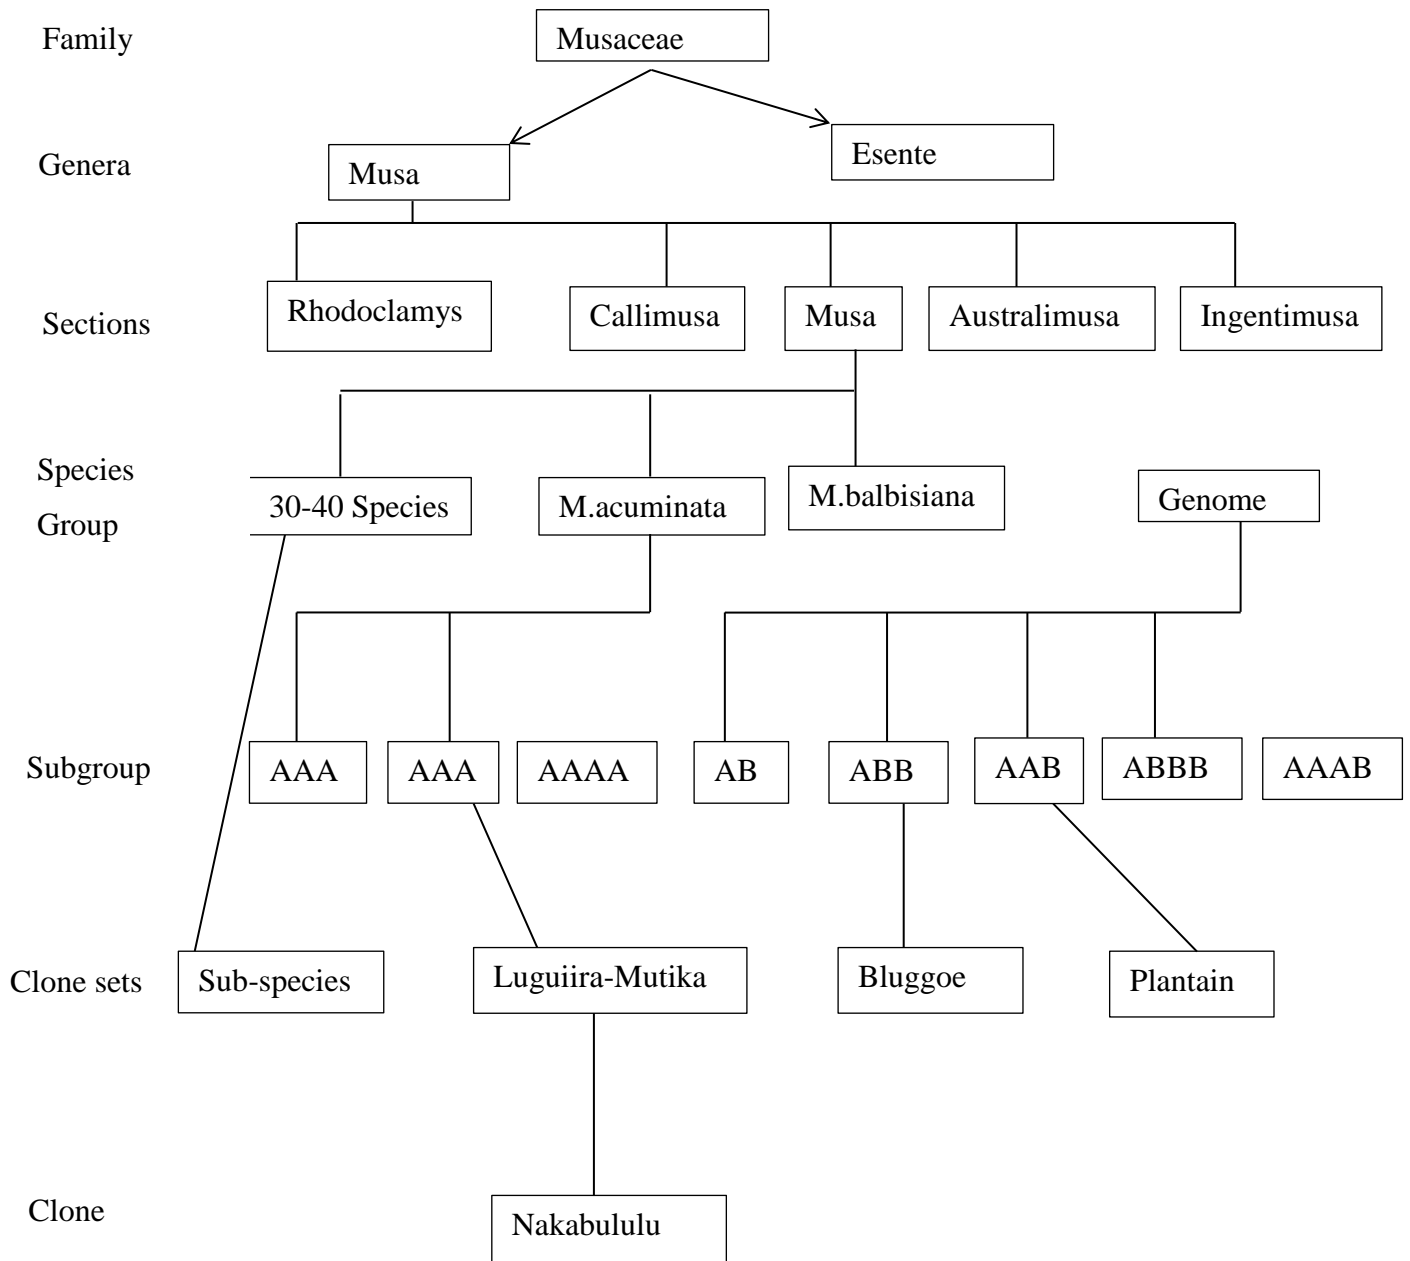 Family
Musaceae
Genera
Musa
Esente
Sections
Rhodoclamys
Callimusa
Musa
Australimusa
Ingentimusa
Species
Group
30-40 Species
M.acuminata
M.balbisiana
Genome
Subgroup
AAA
AAA
AAAA
AB
ABB
AAB
ABBB
AAAB
Clone sets
Sub-species
Luguiira-Mutika
Bluggoe
Plantain
Clone
Nakabululu